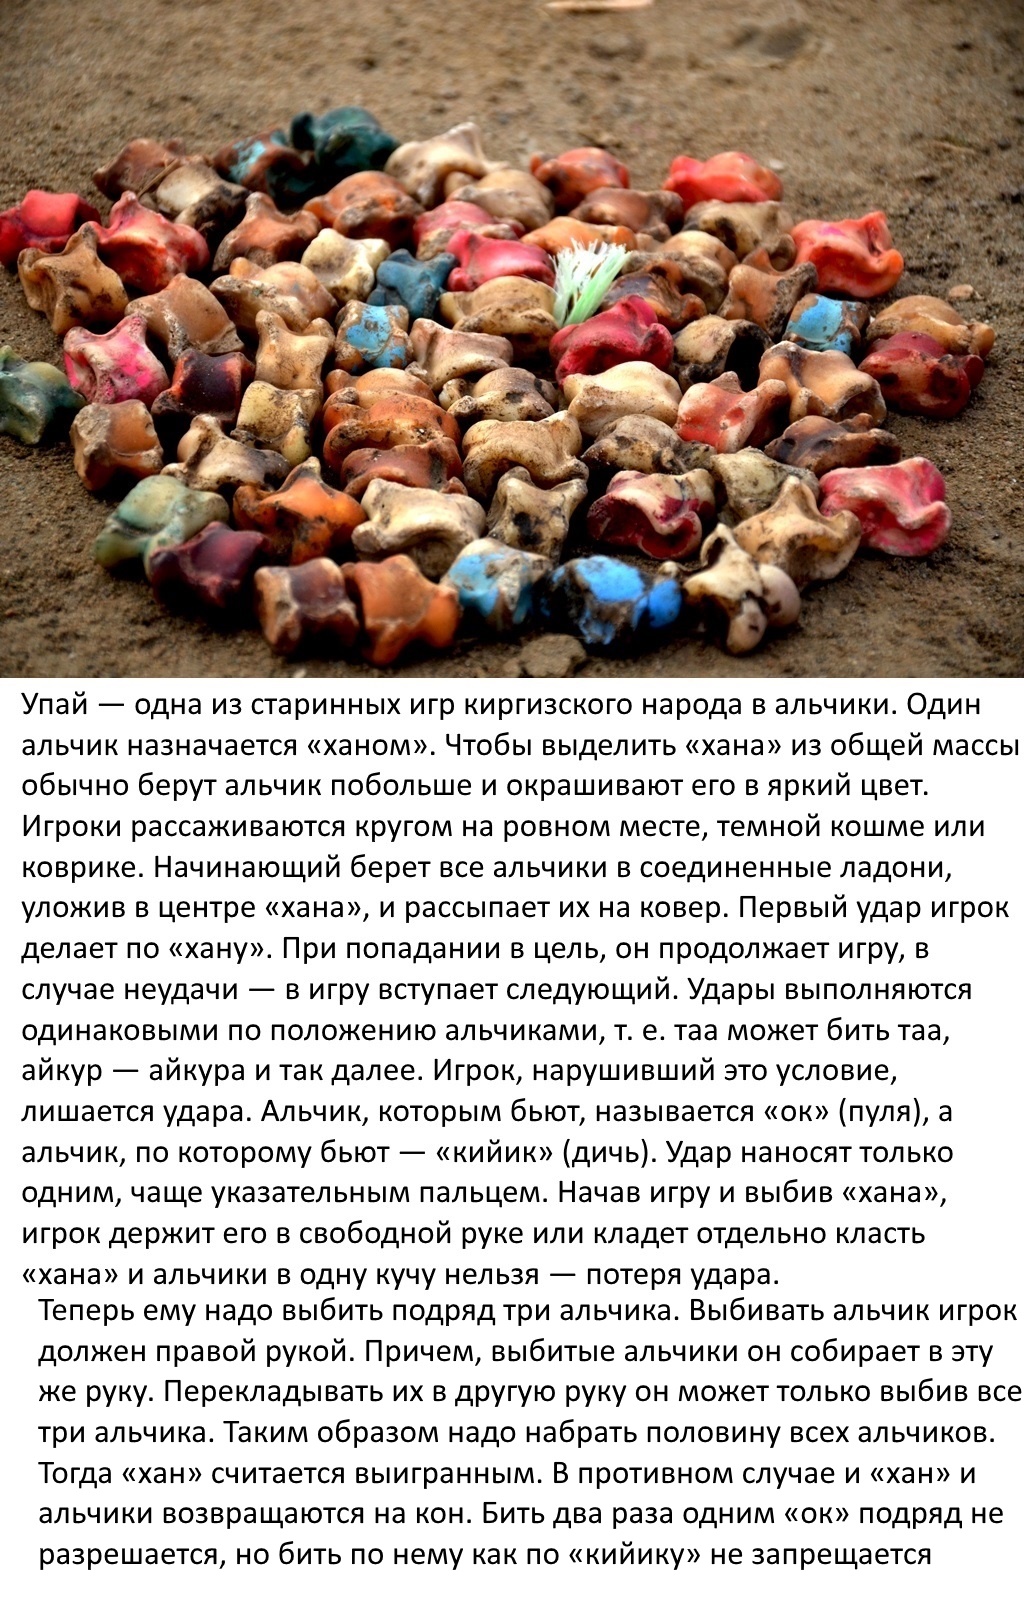 Упай — одна из старинных игр киргизского народа в альчики. Один
альчик назначается «ханом». Чтобы выделить «хана» из общей массы
обычно берут альчик побольше и окрашивают его в яркий цвет.
Игроки рассаживаются кругом на ровном месте, темной кошме или
коврике. Начинающий берет все альчики в соединенные ладони,
уложив в центре «хана», и рассыпает их на ковер. Первый удар игрок
делает по «хану». При попадании в цель, он продолжает игру, в
случае неудачи — в игру вступает следующий. Удары выполняются
одинаковыми по положению альчиками, т. е. таа может бить таа,
айкур — айкура и так далее. Игрок, нарушивший это условие,
лишается удара. Альчик, которым бьют, называется «ок» (пуля), а
альчик, по которому бьют — «кийик» (дичь). Удар наносят только
одним, чаще указательным пальцем. Начав игру и выбив «хана»,
игрок держит его в свободной руке или кладет отдельно класть
«хана» и альчики в одну кучу нельзя — потеря удара.
Теперь ему надо выбить подряд три альчика. Выбивать альчик игрок
должен правой рукой. Причем, выбитые альчики он собирает в эту
же руку. Перекладывать их в другую руку он может только выбив все
три альчика. Таким образом надо набрать половину всех альчиков.
Тогда «хан» считается выигранным. В противном случае и «хан» и
альчики возвращаются на кон. Бить два раза одним «ок» подряд не
разрешается, но бить по нему как по «кийику» не запрещается